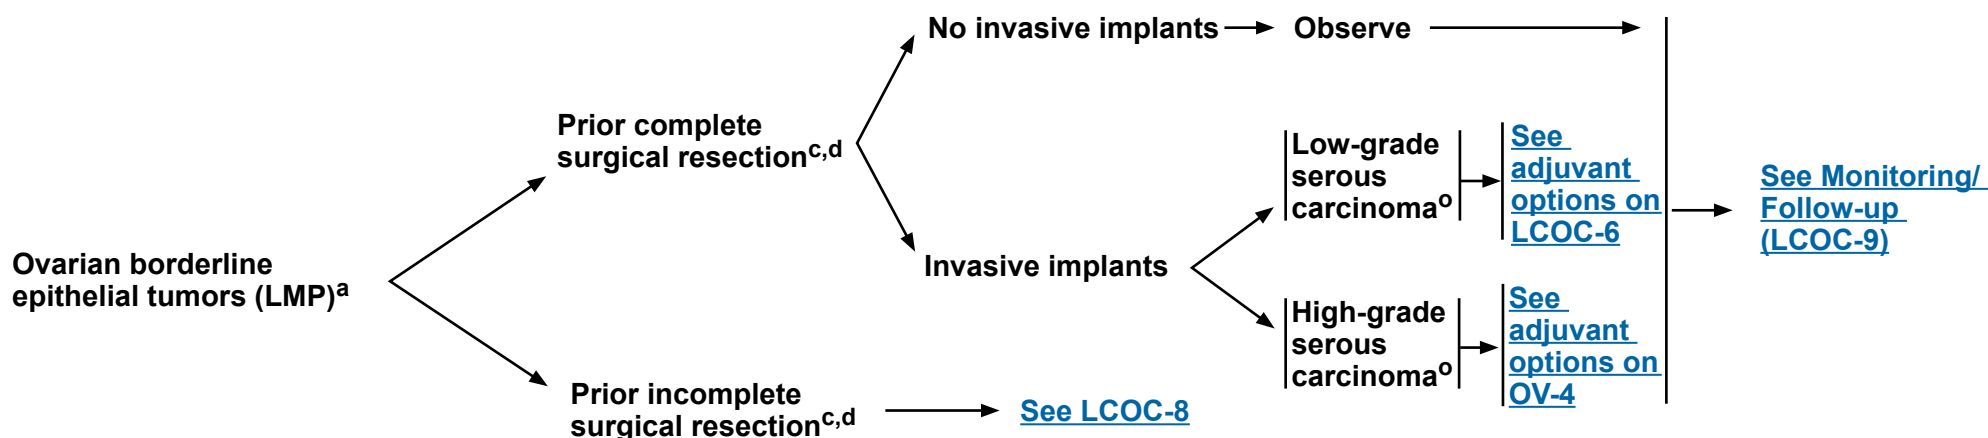 No invasive implants
Observe
Prior complete
surgical resectionc,d
Low-grade
serous
carcinomao
See
adjuvant
options on
LCOC-6
See Monitoring/
Follow-up
(LCOC-9)
Ovarian borderline
epithelial tumors (LMP)a
Invasive implants
High-grade
serous
carcinomao
See
adjuvant
options on
OV-4
Prior incomplete
surgical resectionc,d
See LCOC-8